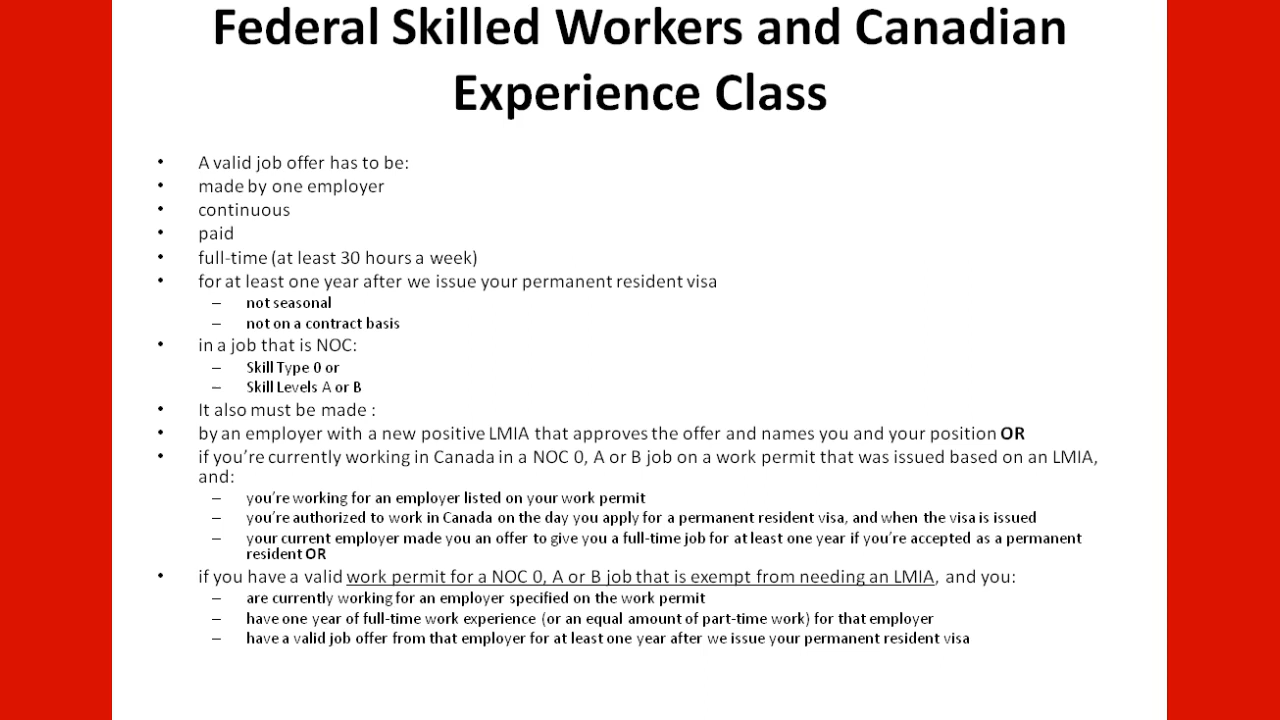 Federal Skilled Workers and Canadian
Experience Class
• A valid job offer has to be:
• made by one employer
• continuous
• paid
• full-time (at least 30 hours a week)
• for at least one year after we issue your permanent resident visa
– not seasonal
– not on a contract basis
• in a job that is NOC:
– Skill Type 0 or
– Skill Levels A or B
• It also must be made :
• by an employer with a new positive LMIA that approves the offer and names you and your position OR
• if you’re currently working in Canada in a NOC 0, A or B job on a work permit that was issued based on an LMIA,
and:
– you’re working for an employer listed on your work permit
– you’re authorized to work in Canada on the day you apply for a permanent resident visa, and when the visa is issued
– your current employer made you an offer to give you a full-time job for at least one year if you’re accepted as a permanent
resident OR
• if you have a valid work permit for a NOC 0, A or B job that is exempt from needing an LMIA, and you:
– are currently working for an employer specified on the work permit
– have one year of full-time work experience (or an equal amount of part-time work) for that employer
– have a valid job offer from that employer for at least one year after we issue your permanent resident visa